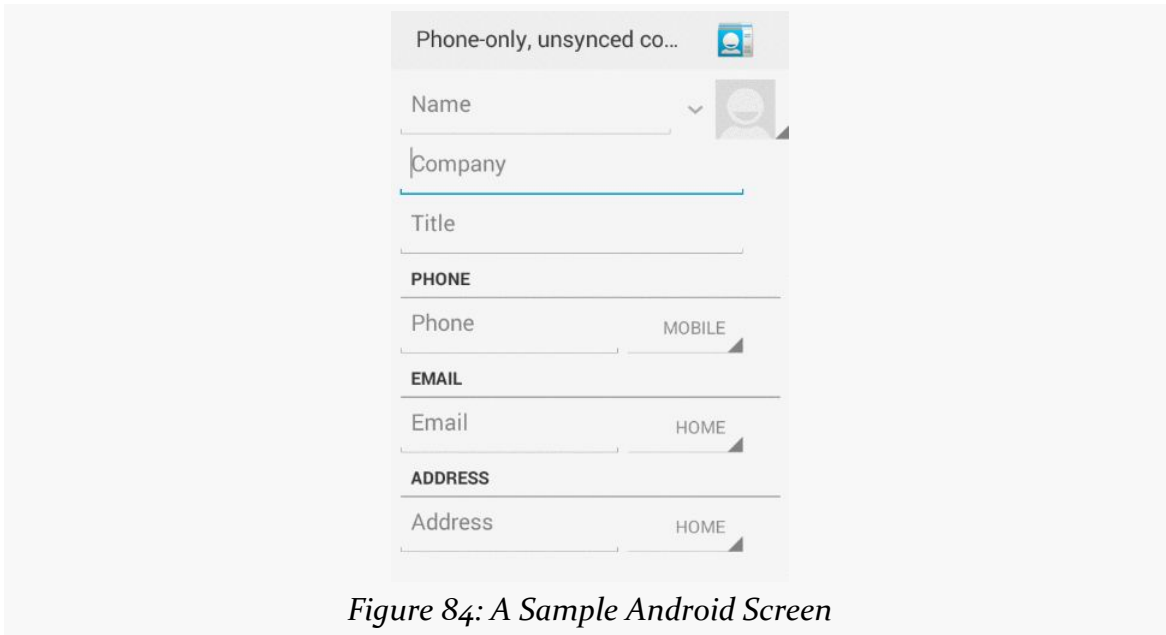 Phone-only, unsynced co...
Name
Company
Title
PHONE
Phone MOBILE
EMAIL
Email HOME
ADDRESS
Address HOME
Figure 84: A Sample Android Screen